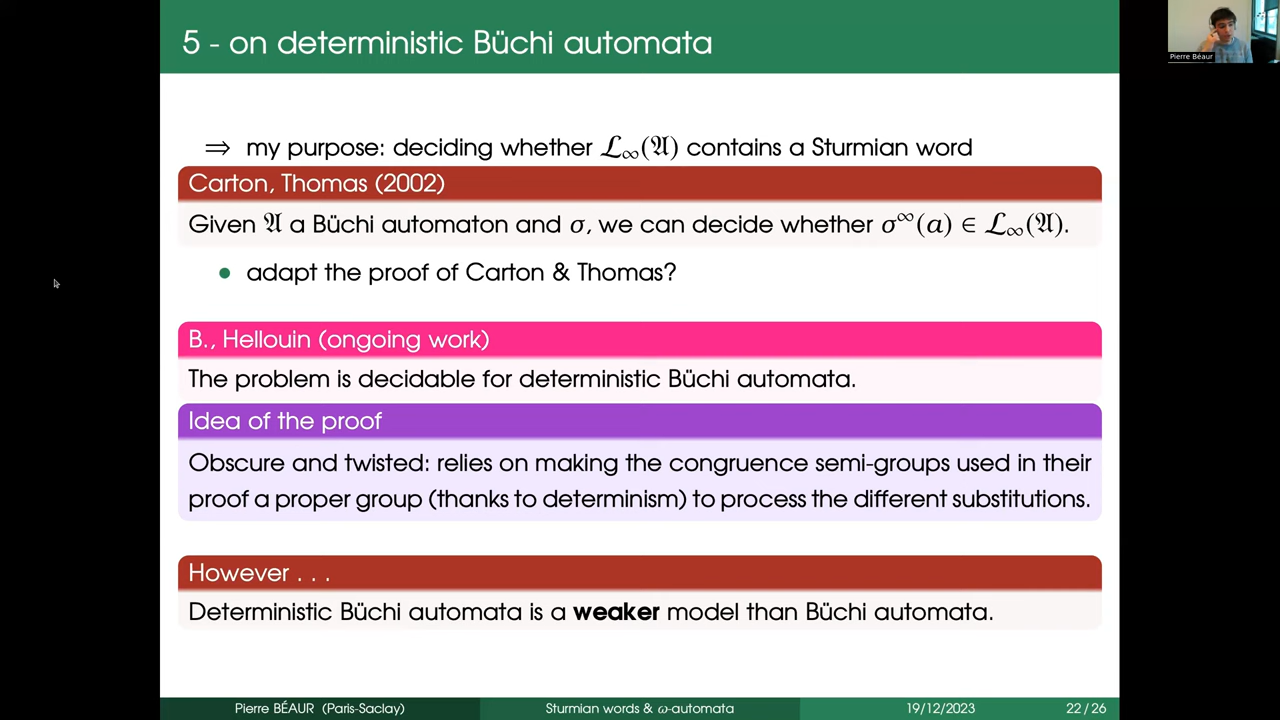 5 - on deterministic Büchi automata
Pierre Béaur
⇒ my purpose: deciding whether 𝓛∞(𝔄) contains a Sturmian word
Carton, Thomas (2002)
Given 𝔄 a Büchi automaton and σ, we can decide whether σ^∞(a) ∈ 𝓛∞(𝔄).
• adapt the proof of Carton & Thomas?
B., Hellouin (ongoing work)
The problem is decidable for deterministic Büchi automata.
Idea of the proof
Obscure and twisted: relies on making the congruence semi-groups used in their
proof a proper group (thanks to determinism) to process the different substitutions.
However . . .
Deterministic Büchi automata is a weaker model than Büchi automata.
Pierre BÉAUR (Paris-Saclay) Sturmian words & ω-automata 19/12/2023 22 / 26